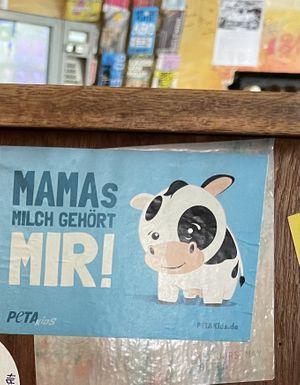 MAMAs
MILCH GEHÖRT
MIR!
PETA Kids
PETAKids.de